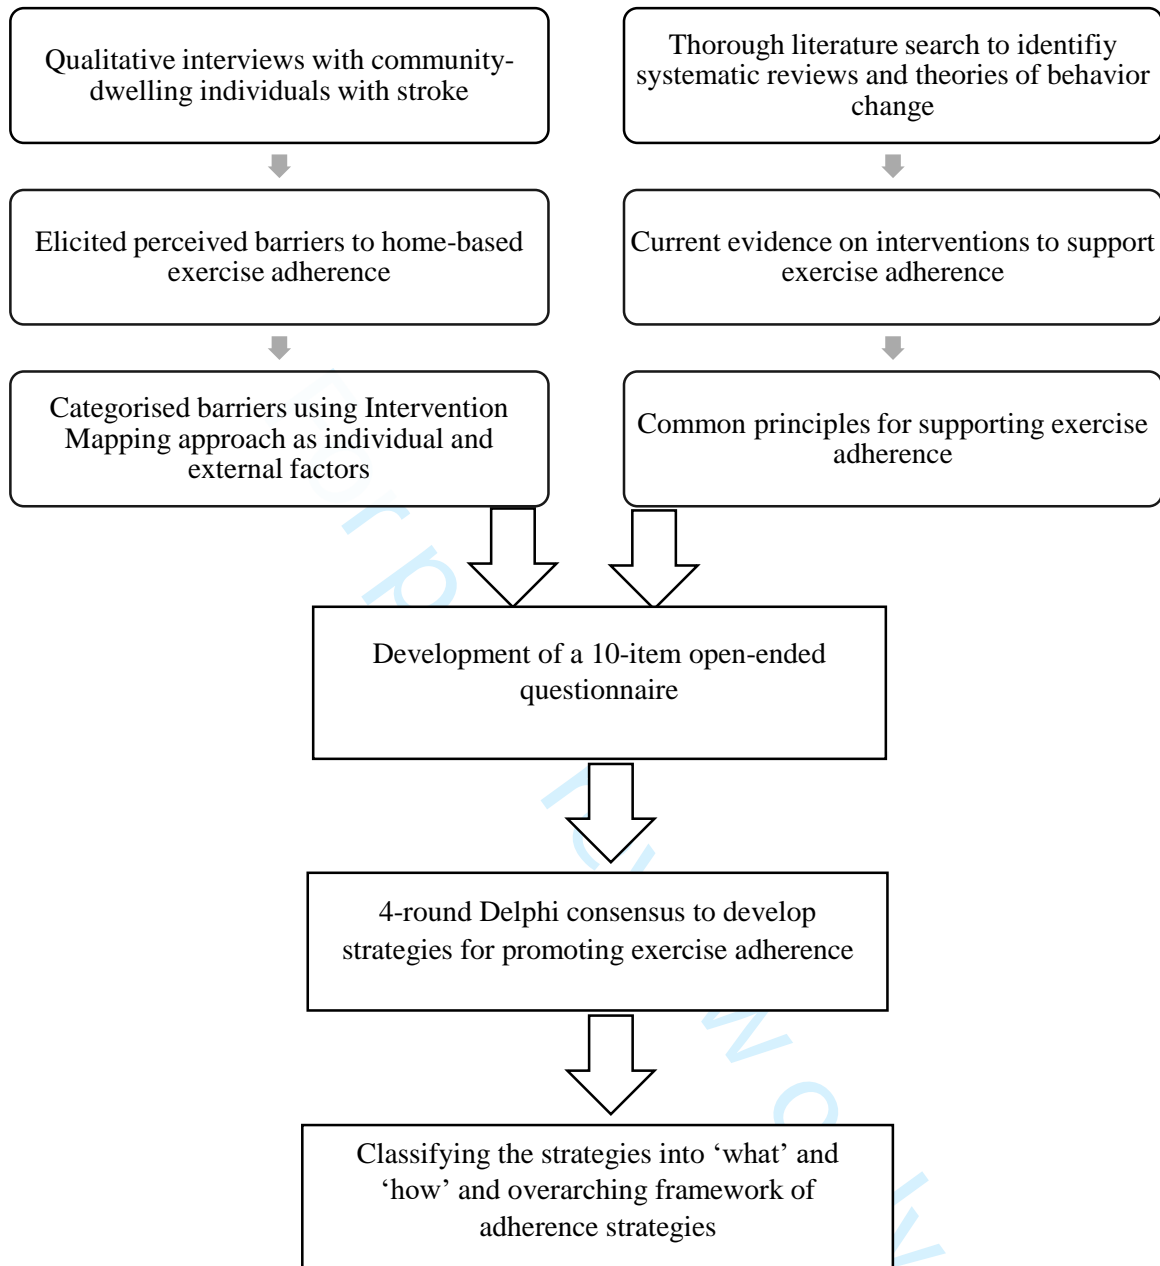 Qualitative interviews with community-
dwelling individuals with stroke
Thorough literature search to identifiy
systematic reviews and theories of behavior
change
Elicited perceived barriers to home-based
exercise adherence
Current evidence on interventions to support
exercise adherence
Categorised barriers using Intervention
Mapping approach as individual and
external factors
Common principles for supporting exercise
adherence
Development of a 10-item open-ended
questionnaire
4-round Delphi consensus to develop
strategies for promoting exercise adherence
Classifying the strategies into ‘what’ and
‘how’ and overarching framework of
adherence strategies